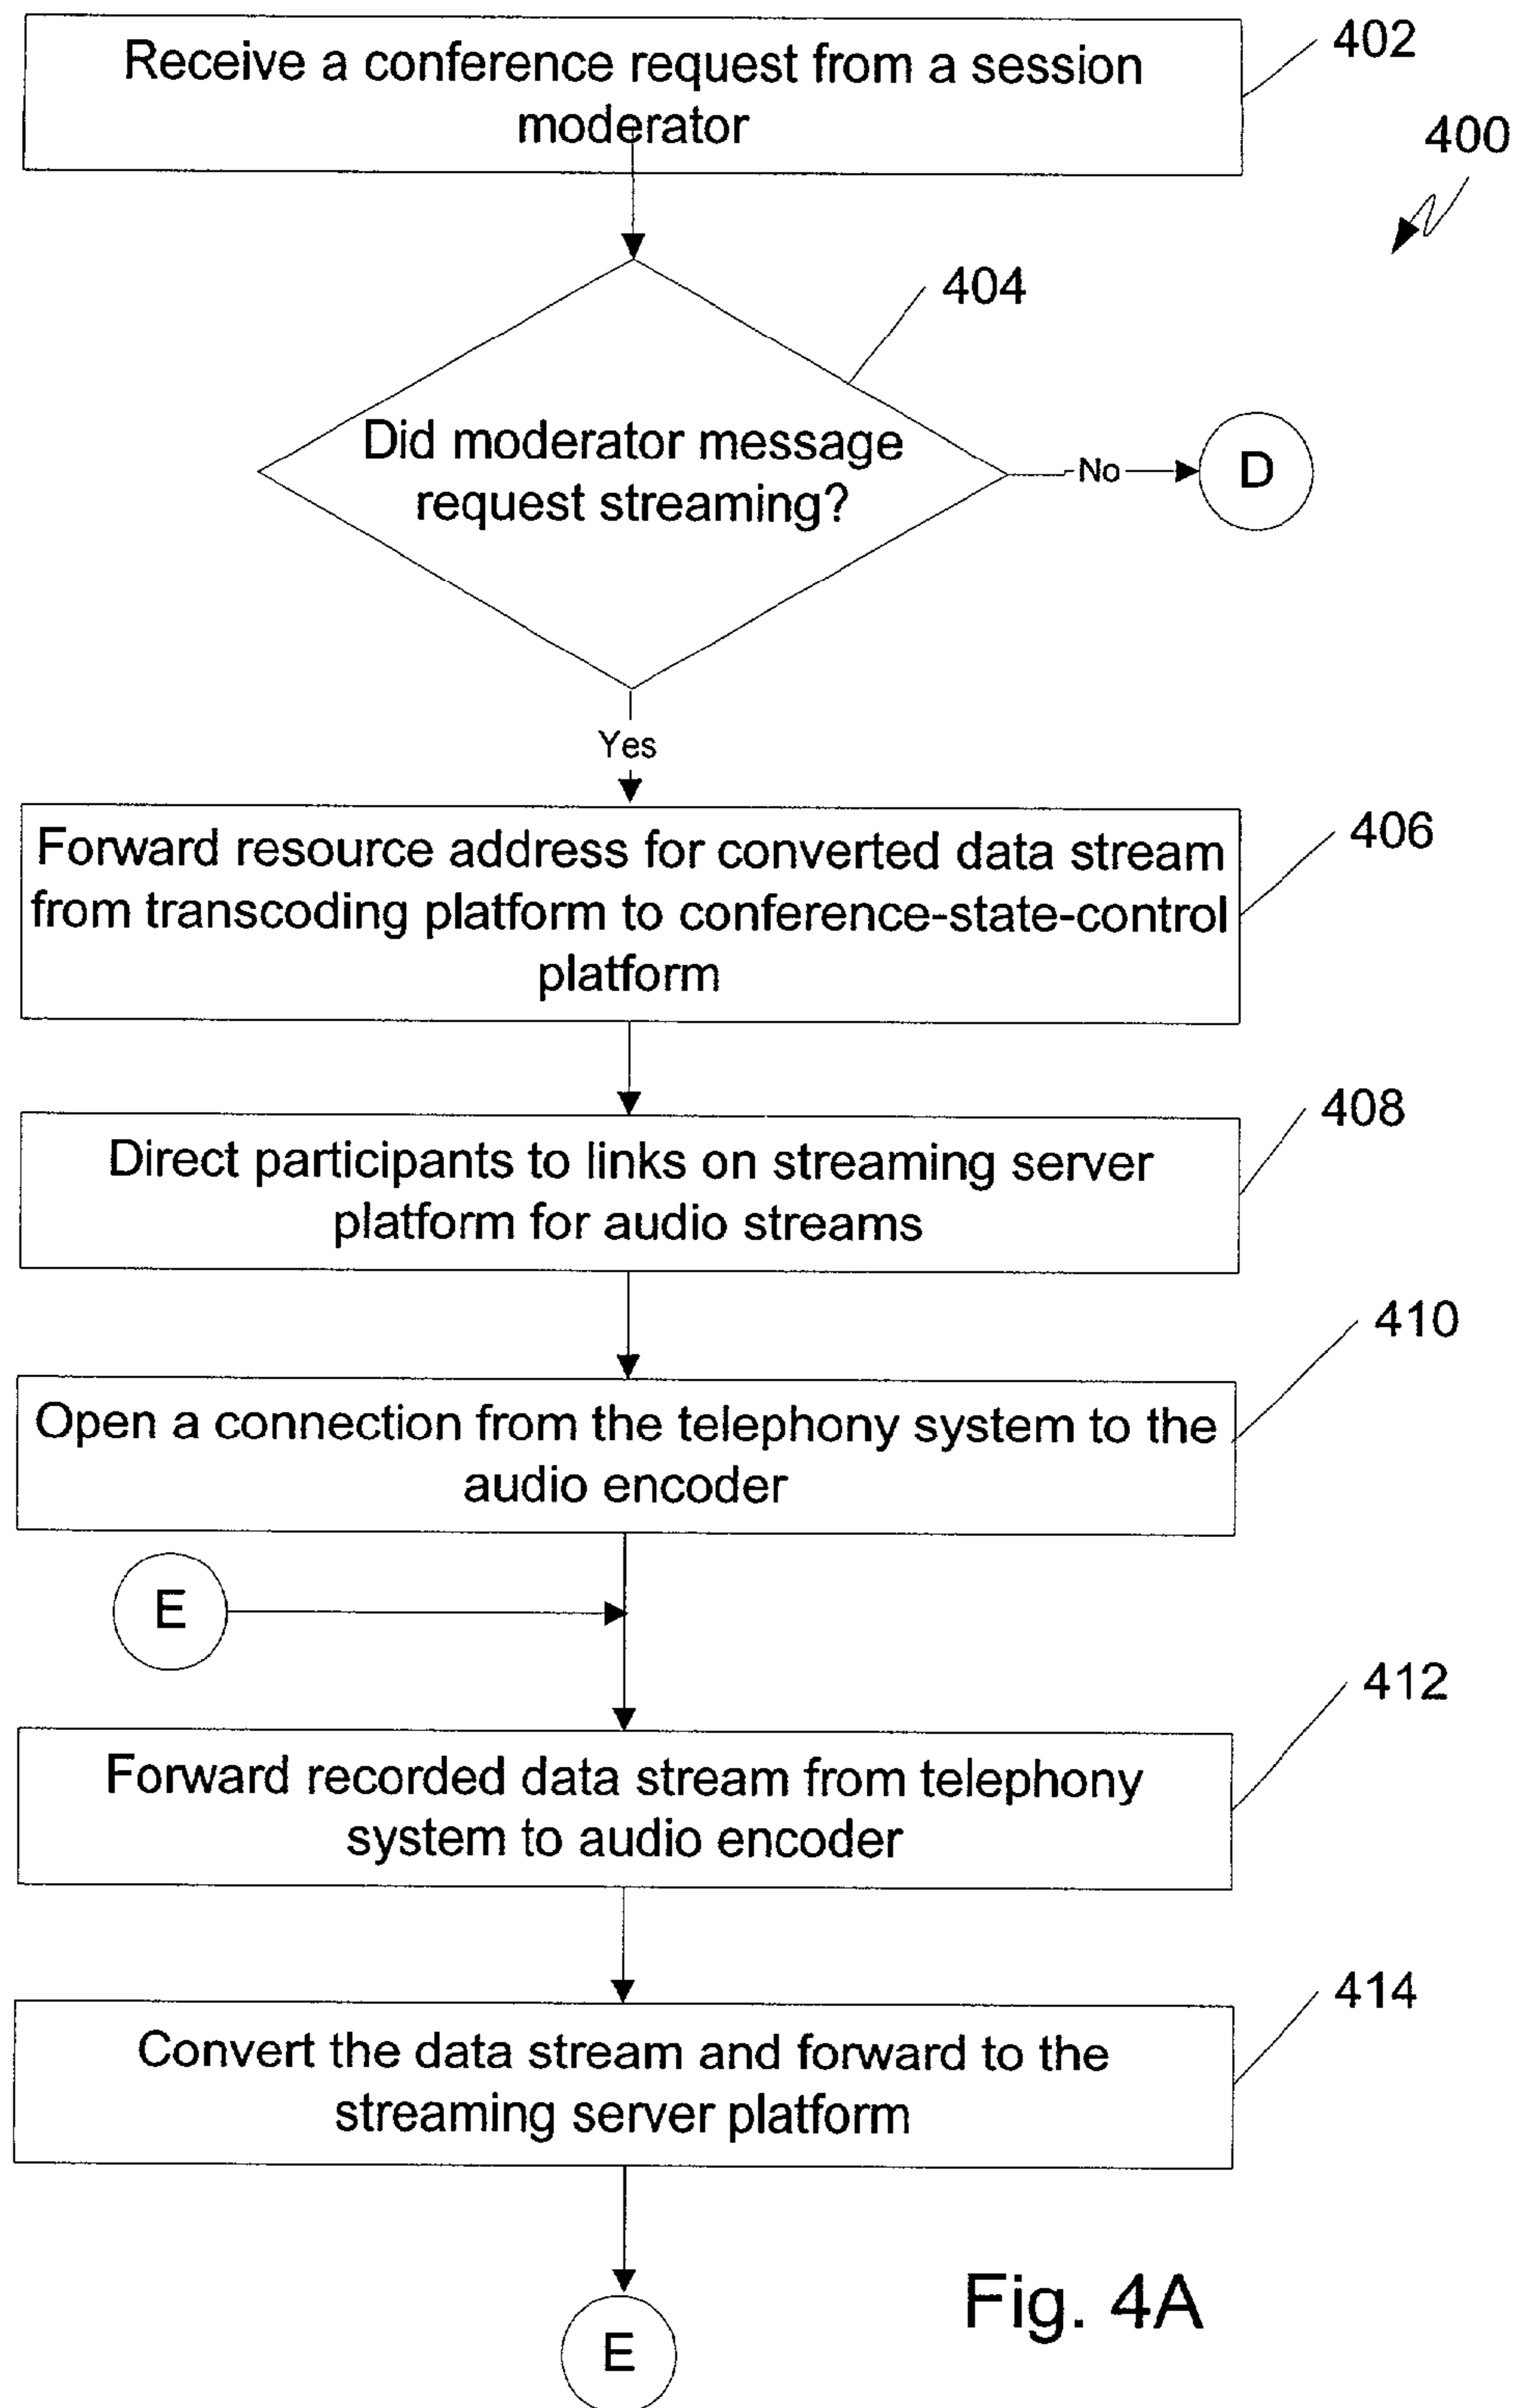 Receive a conference request from a session
moderator
402
400
404
Did moderator message
request streaming?
No
D
Yes
Forward resource address for converted data stream
from transcoding platform to conference-state-control
platform
406
Direct participants to links on streaming server
platform for audio streams
408
Open a connection from the telephony system to the
audio encoder
410
E
Forward recorded data stream from telephony
system to audio encoder
412
Convert the data stream and forward to the
streaming server platform
414
E
Fig. 4A